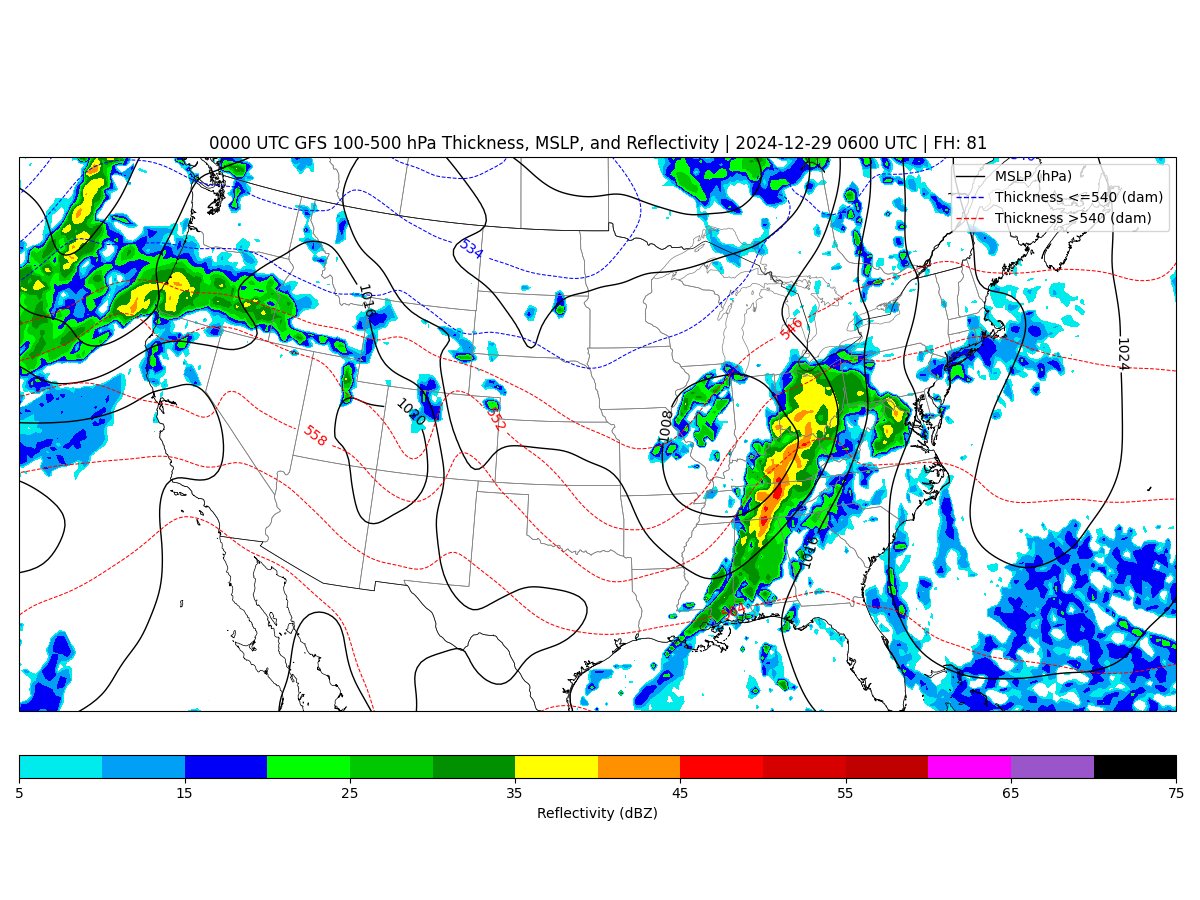 0000 UTC GFS 100-500 hPa Thickness, MSLP, and Reflectivity | 2024-12-29 0600 UTC | FH: 81
MSLP (hPa)
Thickness <=540 (dam)
Thickness >540 (dam)
534
1016
546
1024
1020
552
1008
558
1016
5 15 25 35 45 55 65 75
Reflectivity (dBZ)